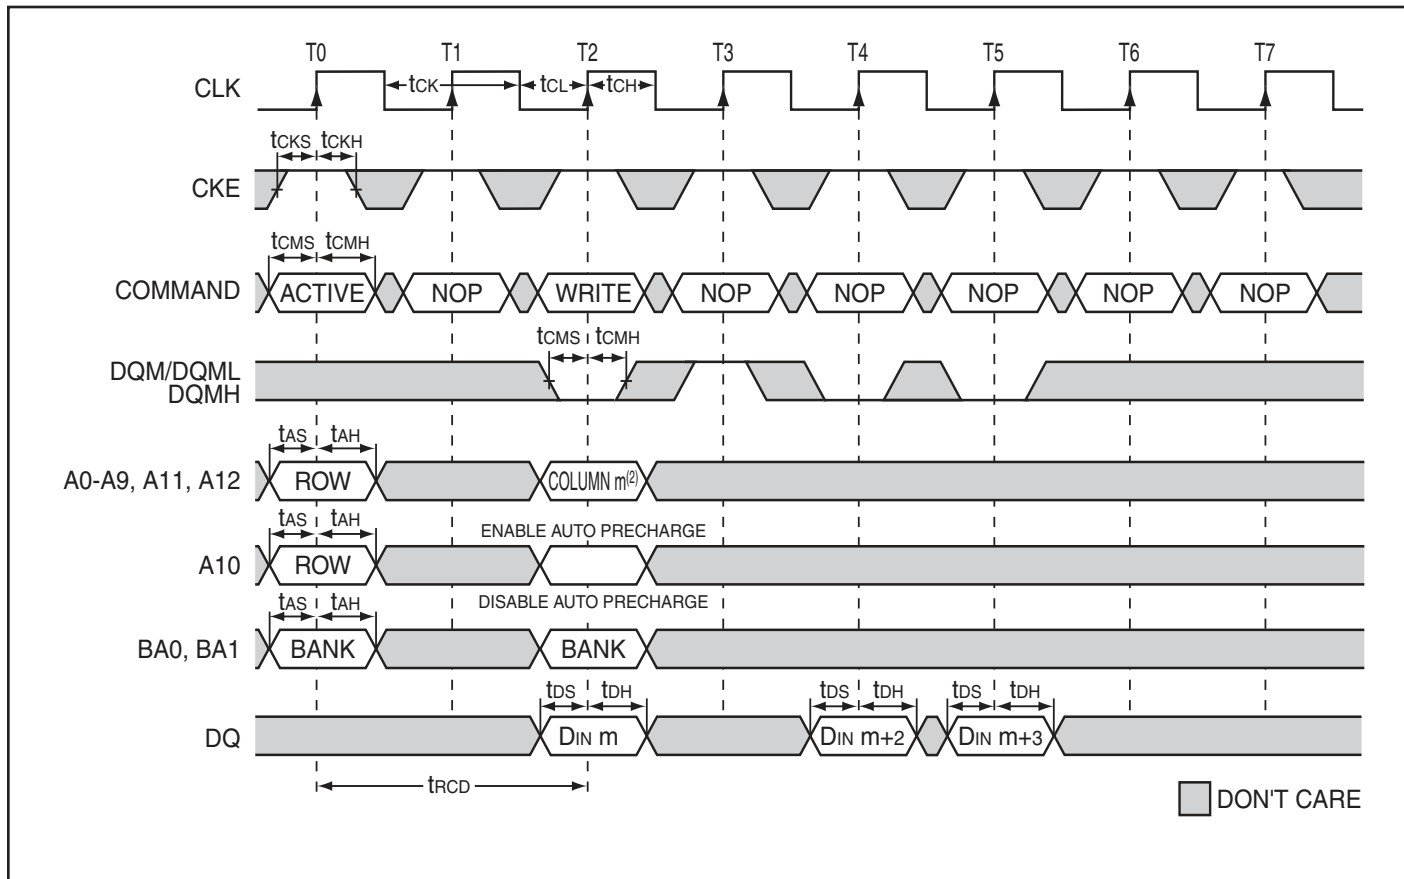 T0 T1 T2 T3 T4 T5 T6 T7
CLK tCK tCL tCH
tCKS tCKH
CKE
tCMS tCMH
COMMAND ACTIVE NOP WRITE NOP NOP NOP NOP NOP
tCMS tCMH
DQM/DQML
DQMH
tAS tAH
A0-A9, A11, A12 ROW COLUMN m(2)
tAS tAH ENABLE AUTO PRECHARGE
A10 ROW
tAS tAH DISABLE AUTO PRECHARGE
BA0, BA1 BANK BANK
tDS tDH tDS tDH tDS tDH
DQ DIN m DIN m+2 DIN m+3
tRCD
DON'T CARE